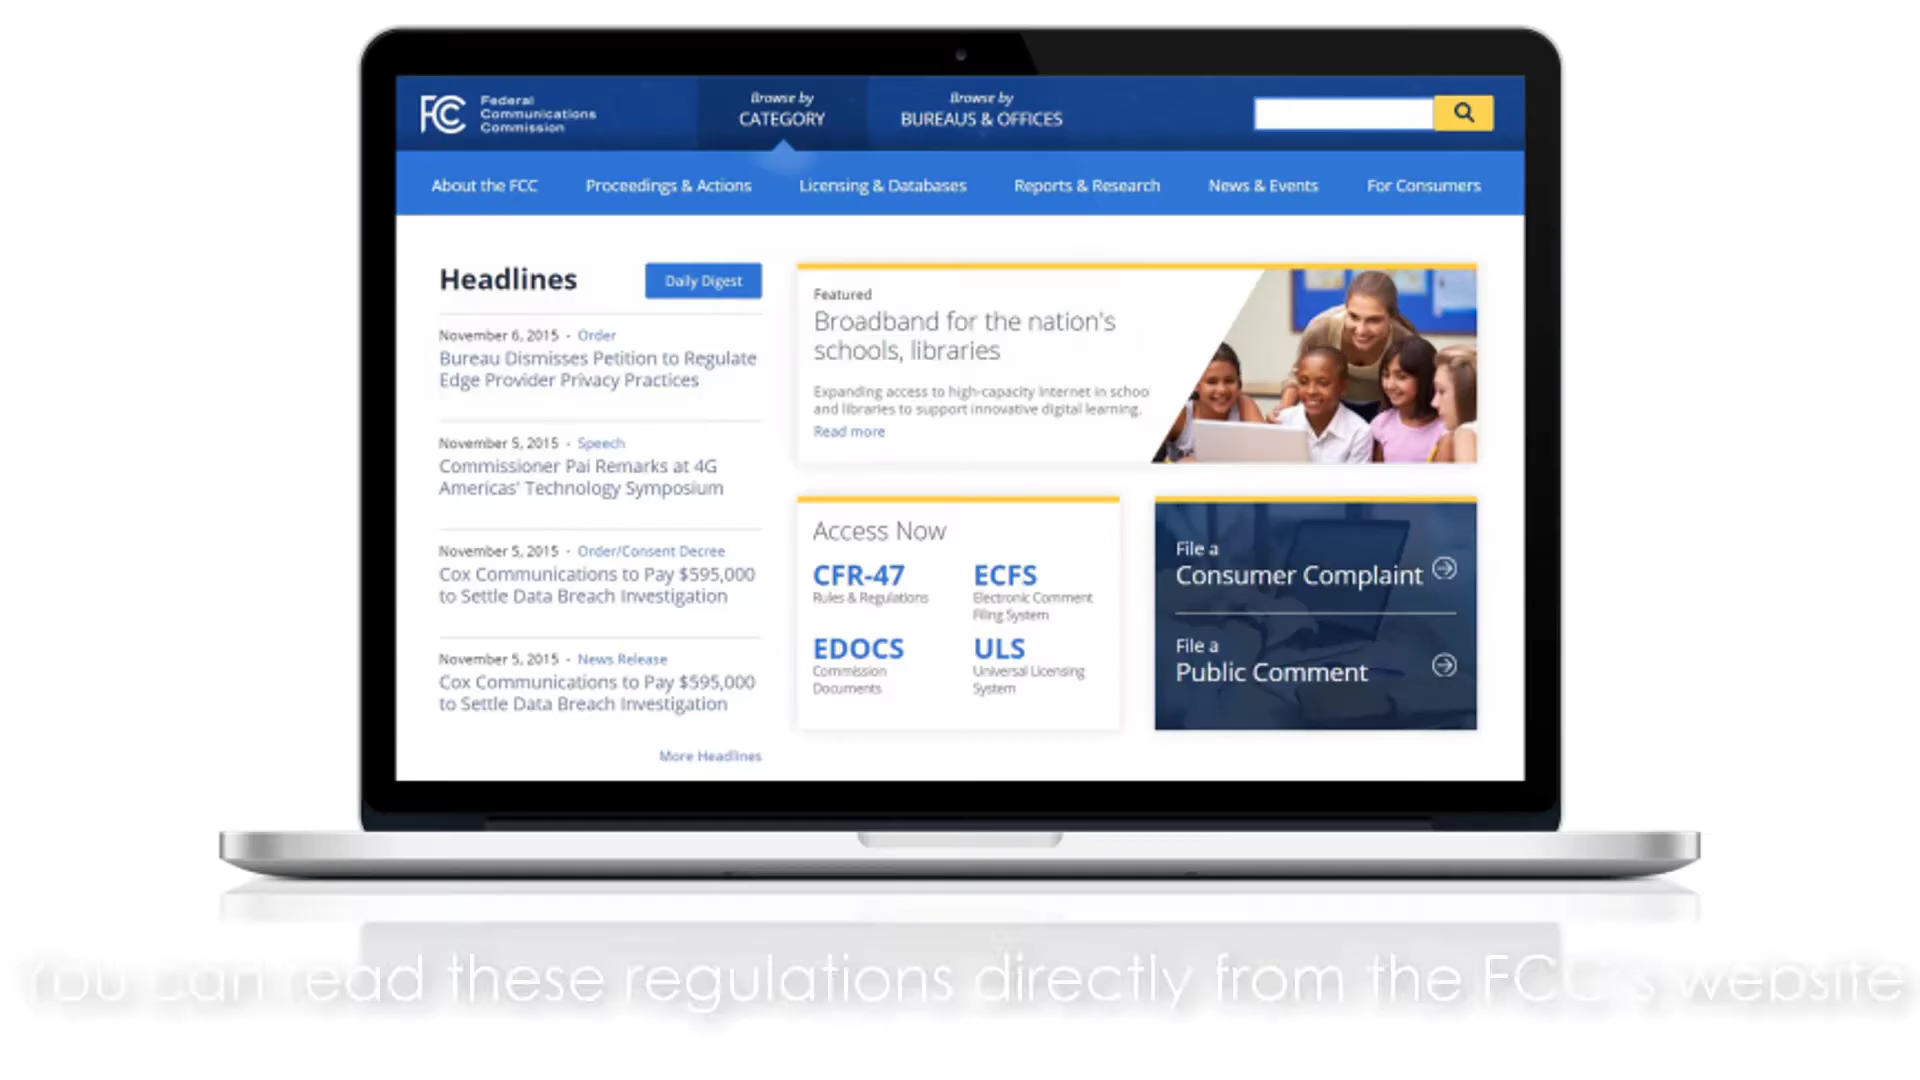 FCC
Federal
Communications
Commission
Browse by
CATEGORY
Browse by
BUREAUS & OFFICES
About the FCC
Proceedings & Actions
Licensing & Databases
Reports & Research
News & Events
For Consumers
Headlines
Daily Digest
November 6, 2015 - Order
Bureau Dismisses Petition to Regulate
Edge Provider Privacy Practices
November 5, 2015 - Speech
Commissioner Pai Remarks at 4G
Americas' Technology Symposium
November 5, 2015 - Order/Consent Decree
Cox Communications to Pay $595,000
to Settle Data Breach Investigation
November 5, 2015 - News Release
Cox Communications to Pay $595,000
to Settle Data Breach Investigation
More Headlines
Featured
Broadband for the nation's
schools, libraries
Expanding access to high-capacity Internet in school
and libraries to support innovative digital learning.
Read more
Access Now
CFR-47
Rules & Regulations
ECFS
Electronic Comment
Filing System
EDOCS
Commission
Documents
ULS
Universal Licensing
System
File a
Consumer Complaint
File a
Public Comment
You can read these regulations directly from the FCC's website